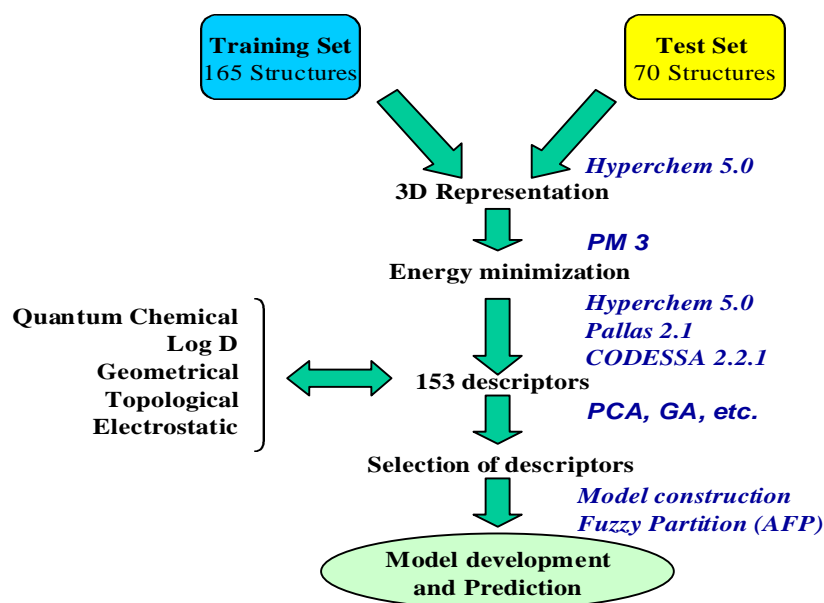 Training Set
165 Structures
Test Set
70 Structures
Hyperchem 5.0
3D Representation
PM 3
Energy minimization
Hyperchem 5.0
Pallas 2.1
CODESSA 2.2.1
Quantum Chemical
Log D
Geometrical
Topological
Electrostatic
153 descriptors
PCA, GA, etc.
Selection of descriptors
Model construction
Fuzzy Partition (AFP)
Model development
and Prediction